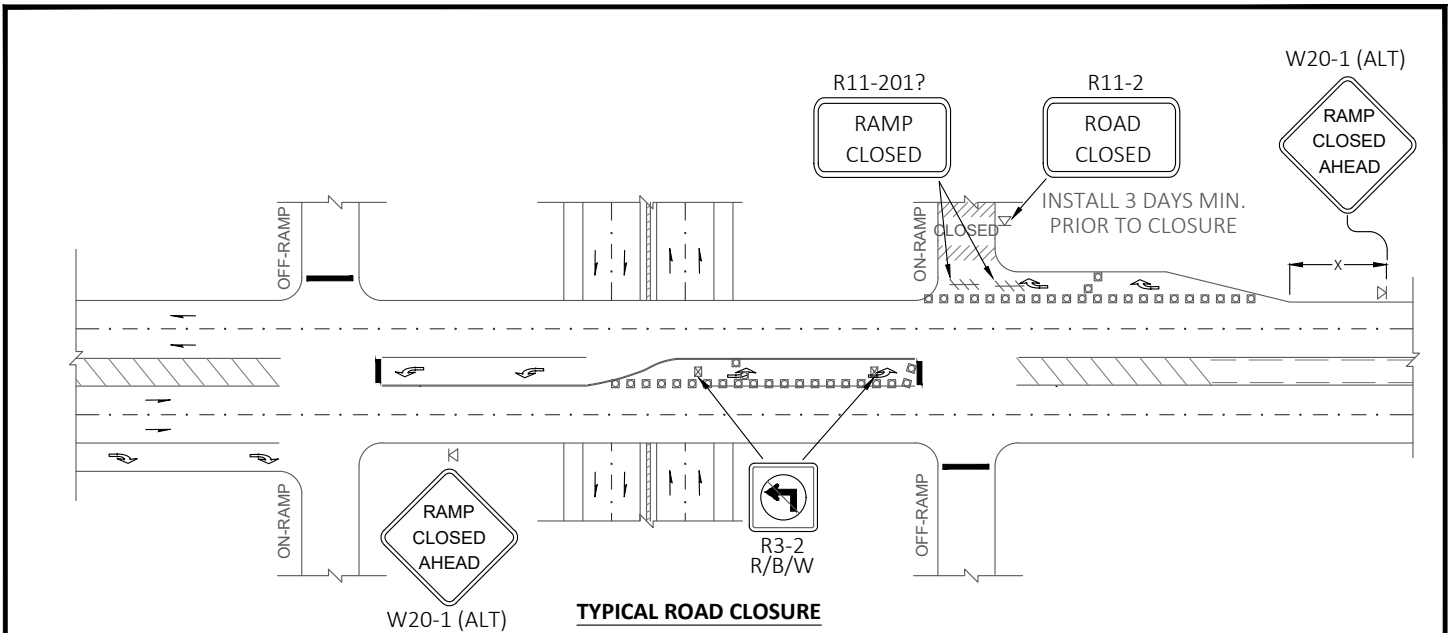 W20-1 (ALT)
R11-201?
R11-2
RAMP
CLOSED
ROAD
CLOSED
RAMP
CLOSED
AHEAD
INSTALL 3 DAYS MIN.
PRIOR TO CLOSURE
OFF-RAMP
ON-RAMP
CLOSED
X
ON-RAMP
RAMP
CLOSED
AHEAD
W20-1 (ALT)
R3-2
R/B/W
OFF-RAMP
TYPICAL ROAD CLOSURE